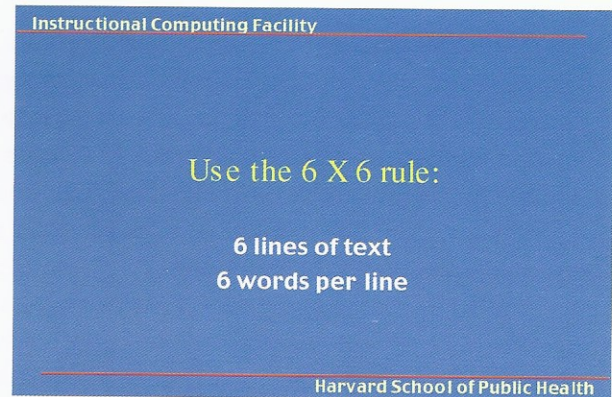 Instructional Computing Facility
Use the 6 X 6 rule:
6 lines of text
6 words per line
Harvard School of Public Health